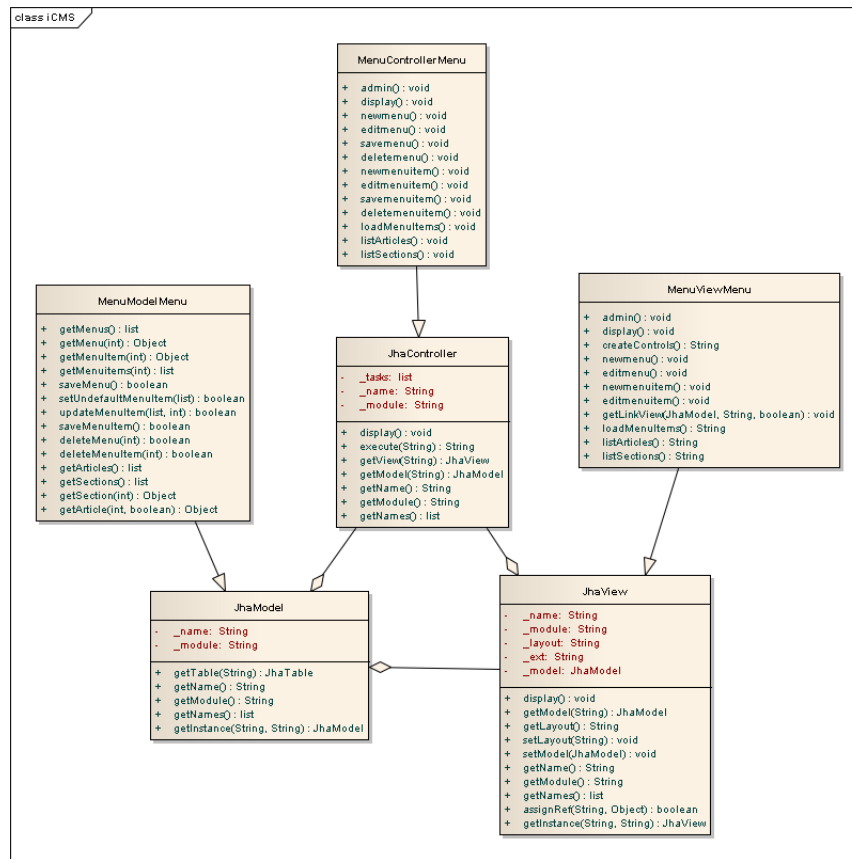 class iCMS
MenuControllerMenu
+ admin() : void
+ display() : void
+ newmenu() : void
+ editmenu() : void
+ savemenu() : void
+ deletemenu() : void
+ newmenuitem() : void
+ editmenuitem() : void
+ savemenuitem() : void
+ deletemenuitem() : void
+ loadMenuItems() : void
+ listArticles() : void
+ listSections() : void
MenuModelMenu
+ getMenus() : list
+ getMenu(int) : Object
+ getMenuItem(int) : Object
+ getMenuitems(int) : list
+ saveMenu() : boolean
+ setUndefaultMenuItem(list) : boolean
+ updateMenuItem(list, int) : boolean
+ saveMenuItem() : boolean
+ deleteMenu(int) : boolean
+ deleteMenuItem(int) : boolean
+ getArticles() : list
+ getSections() : list
+ getSection(int) : Object
+ getArticle(int, boolean) : Object
JhaController
- _tasks: list
- _name: String
- _module: String
+ display() : void
+ execute(String) : String
+ getView(String) : JhaView
+ getModel(String) : JhaModel
+ getName() : String
+ getModule() : String
+ getNames() : list
MenuViewMenu
+ admin() : void
+ display() : void
+ createControls() : String
+ newmenu() : void
+ editmenu() : void
+ newmenuitem() : void
+ editmenuitem() : void
+ getLinkView(JhaModel, String, boolean) : void
+ loadMenuItems() : String
+ listArticles() : String
+ listSections() : String
JhaModel
- _name: String
- _module: String
+ getTable(String) : JhaTable
+ getName() : String
+ getModule() : String
+ getNames() : list
+ getInstance(String, String) : JhaModel
JhaView
- _name: String
- _module: String
- _layout: String
- _ext: String
- _model: JhaModel
+ display() : void
+ getModel(String) : JhaModel
+ getLayout() : String
+ setLayout(String) : void
+ setModel(JhaModel) : void
+ getName() : String
+ getModule() : String
+ getNames() : list
+ assignRef(String, Object) : boolean
+ getInstance(String, String) : JhaView